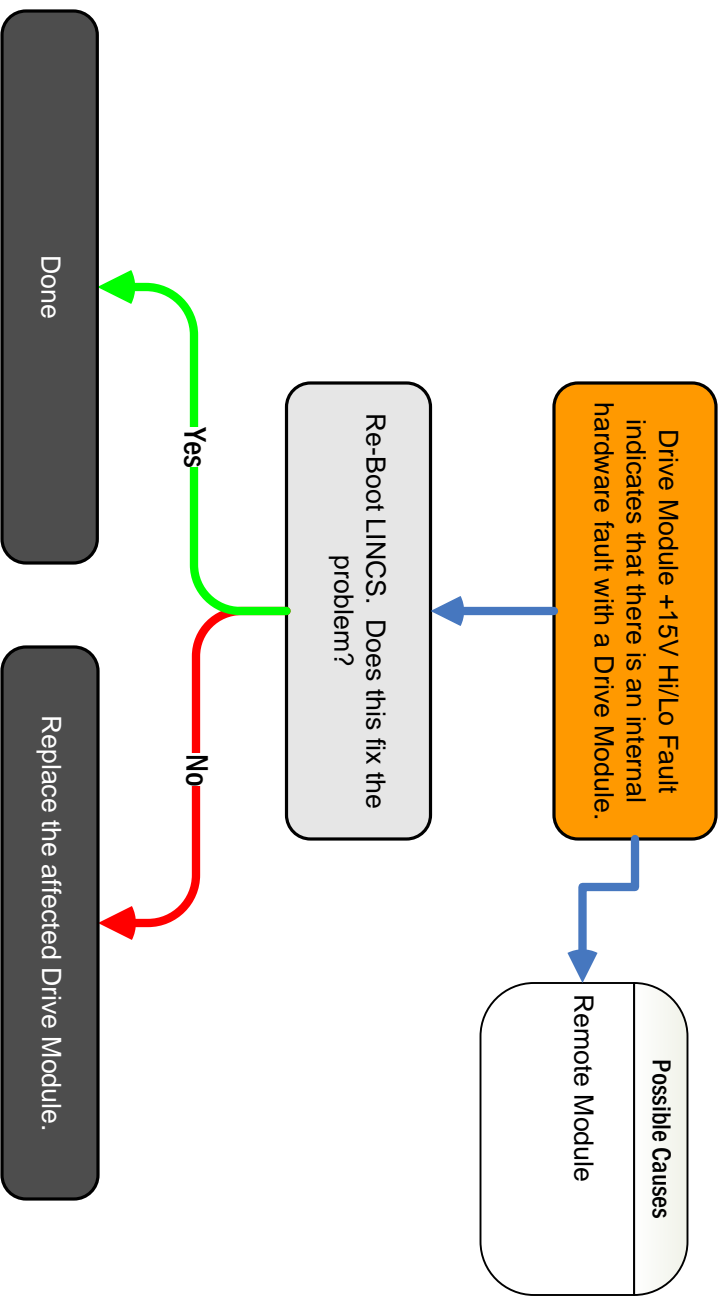 Drive Module +15V Hi/Lo Fault
indicates that there is an internal
hardware fault with a Drive Module.
Possible Causes
Remote Module
Re-Boot LINCS.  Does this fix the
problem?
Yes
No
Done
Replace the affected Drive Module.